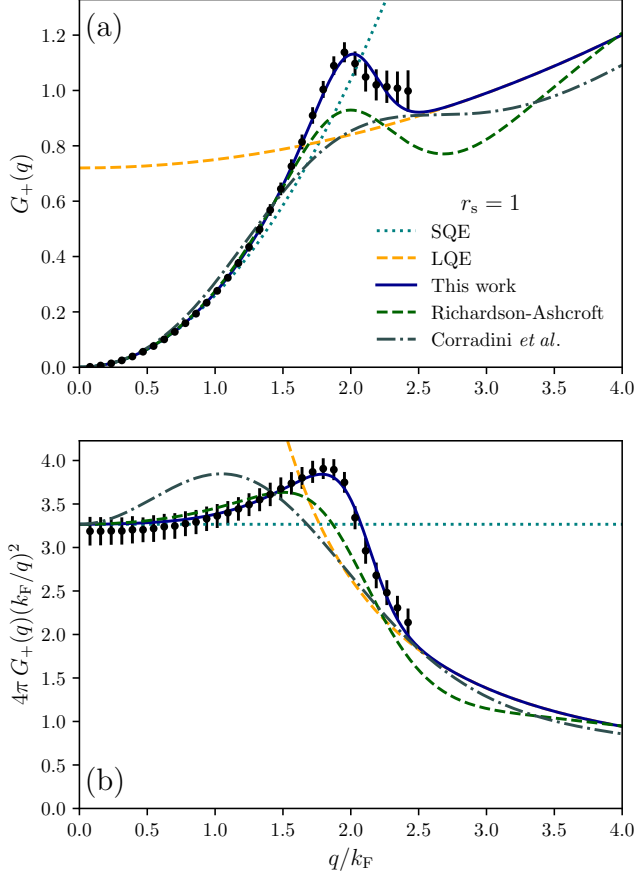 (a)
1.2
1.0
0.8
0.6
0.4
0.2
0.0
G₊(q)
r_s = 1
SQE
LQE
This work
Richardson-Ashcroft
Corradini et al.
0.0 0.5 1.0 1.5 2.0 2.5 3.0 3.5 4.0
4.0
3.5
3.0
2.5
2.0
1.5
1.0
0.5
0.0
4π G₊(q)(k_F/q)²
(b)
0.0 0.5 1.0 1.5 2.0 2.5 3.0 3.5 4.0
q/k_F